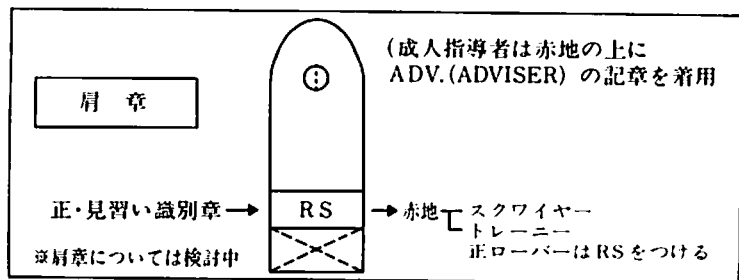 (成人指導者は赤地の上に
ADV.(ADVISER) の記章を着用
肩 章
正・見習い識別章→
RS
→赤地
スクワイヤー
トレーニー
正ローバーはRSをつける
※肩章については検討中